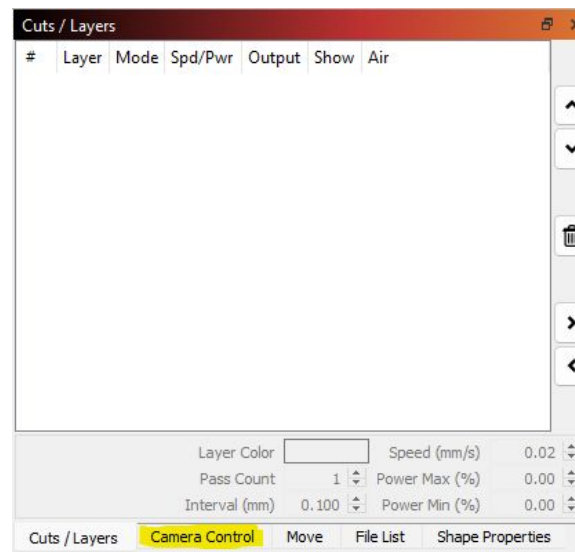 Cuts / Layers
# Layer Mode Spd/Pwr Output Show Air
Layer Color Speed (mm/s) 0.02
Pass Count 1 Power Max (%) 0.00
Interval (mm) 0.100 Power Min (%) 0.00
Cuts / Layers Camera Control Move File List Shape Properties